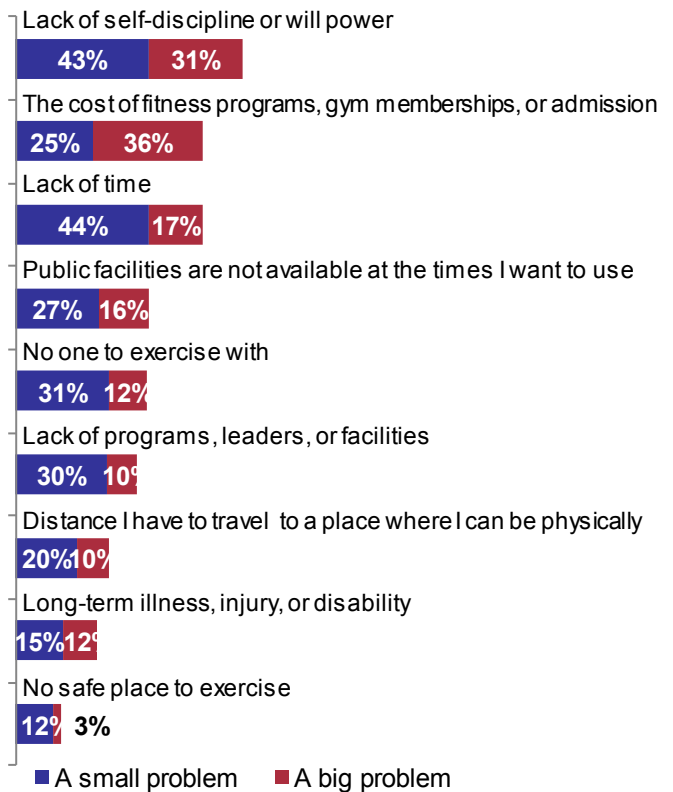 Lack of self-discipline or will power
43% 31%
The cost of fitness programs, gym memberships, or admission
25% 36%
Lack of time
44% 17%
Public facilities are not available at the times I want to use
27% 16%
No one to exercise with
31% 12%
Lack of programs, leaders, or facilities
30% 10%
Distance I have to travel to a place where I can be physically
20% 10%
Long-term illness, injury, or disability
15% 12%
No safe place to exercise
12% 3%
A small problem A big problem